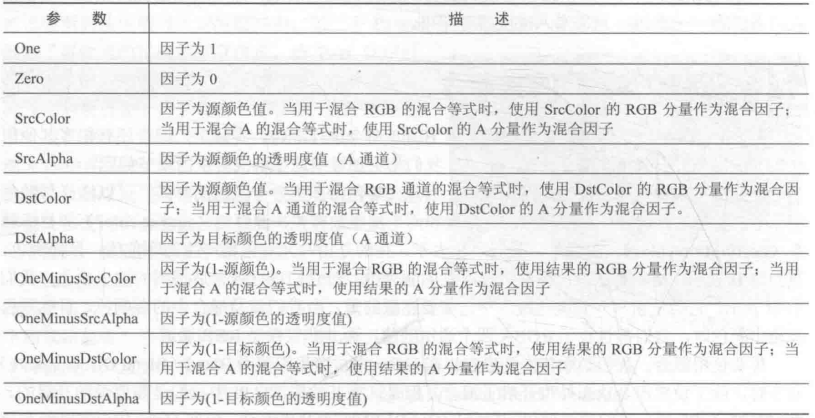 参 数 描 述
One 因子为 1
Zero 因子为 0
SrcColor 因子为源颜色值。当用于混合 RGB 的混合等式时，使用 SrcColor 的 RGB 分量作为混合因子；
当用于混合 A 的混合等式时，使用 SrcColor 的 A 分量作为混合因子
SrcAlpha 因子为源颜色的透明度值（A 通道）
DstColor 因子为源颜色值。当用于混合 RGB 通道的混合等式时，使用 DstColor 的 RGB 分量作为混合因
子；当用于混合 A 通道的混合等式时，使用 DstColor 的 A 分量作为混合因子。
DstAlpha 因子为目标颜色的透明度值（A 通道）
OneMinusSrcColor 因子为(1-源颜色)。当用于混合 RGB 的混合等式时，使用结果的 RGB 分量作为混合因子；当用
于混合 A 的混合等式时，使用结果的 A 分量作为混合因子
OneMinusSrcAlpha 因子为(1-源颜色的透明度值)
OneMinusDstColor 因子为(1-目标颜色)。当用于混合 RGB 的混合等式时，使用结果的 RGB 分量作为混合因子；当
用于混合 A 的混合等式时，使用结果的 A 分量作为混合因子
OneMinusDstAlpha 因子为(1-目标颜色的透明度值)